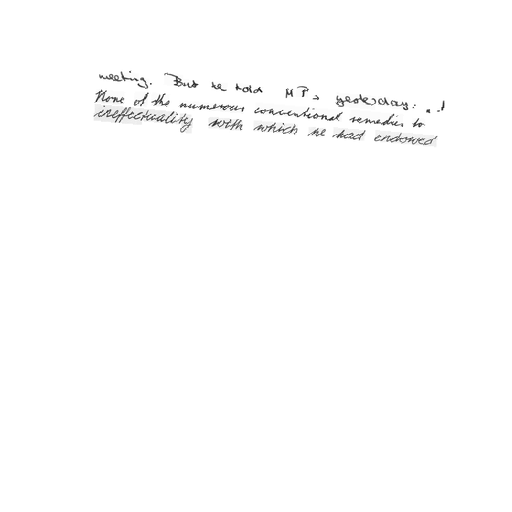 meeting. But he told MPs yesterday: " I
None of the numerous conventional remedies to
ineffectuality with which he had endowed